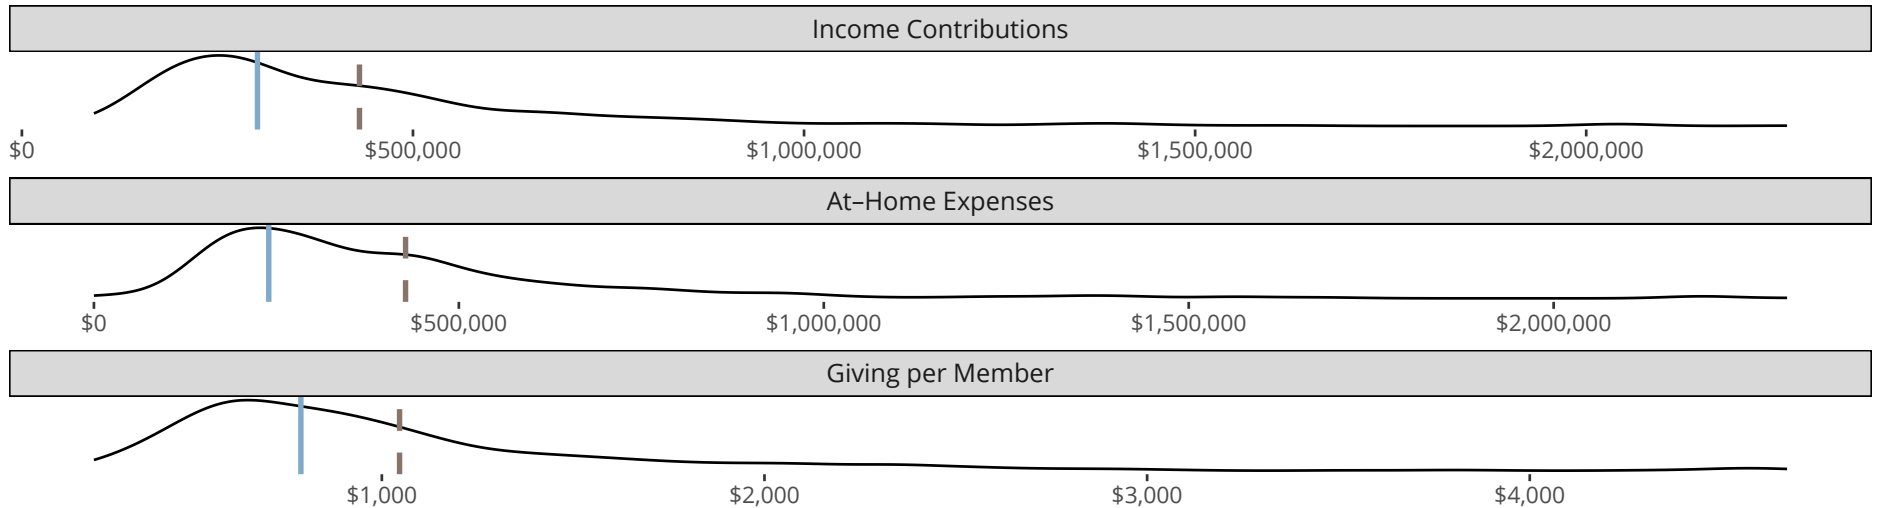 Income Contributions
$0 $500,000 $1,000,000 $1,500,000 $2,000,000
At–Home Expenses
$0 $500,000 $1,000,000 $1,500,000 $2,000,000
Giving per Member
$1,000 $2,000 $3,000 $4,000